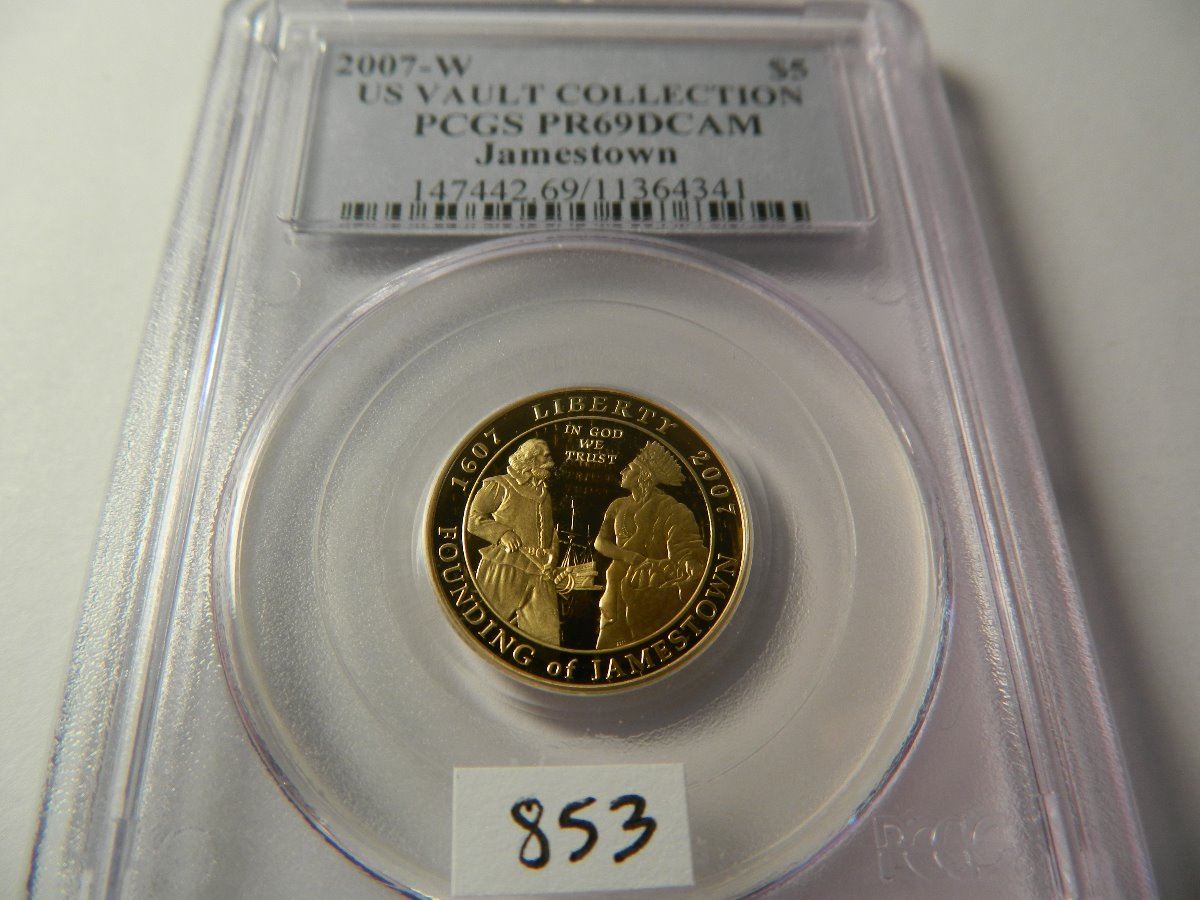 2007-W $5
US VAULT COLLECTION
PCGS PR69DCAM
Jamestown
147442.69/11364341
1607 LIBERTY 2007
IN GOD
WE
TRUST
FOUNDING of JAMESTOWN
853
PCGS